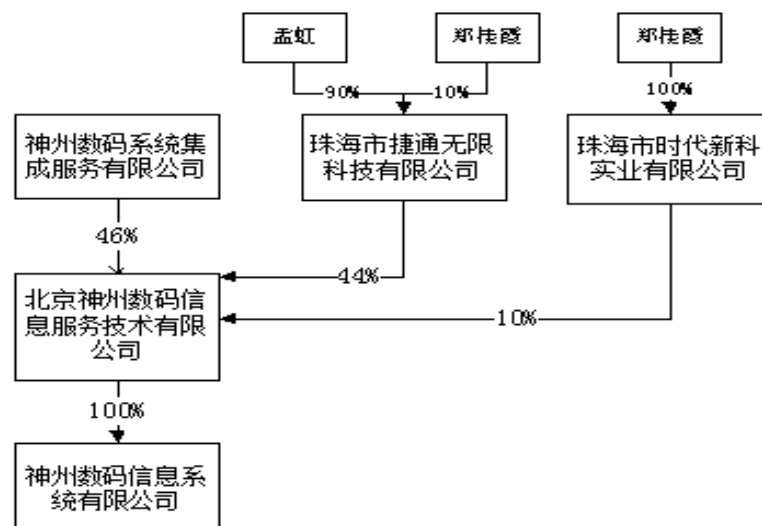 孟虹
郑桂霞
郑桂霞
90%
10%
100%
神州数码系统集
成服务有限公司
珠海市捷通无限
科技有限公司
珠海市时代新科
实业有限公司
46%
44%
10%
北京神州数码信
息服务技术有限
公司
100%
神州数码信息系
统有限公司